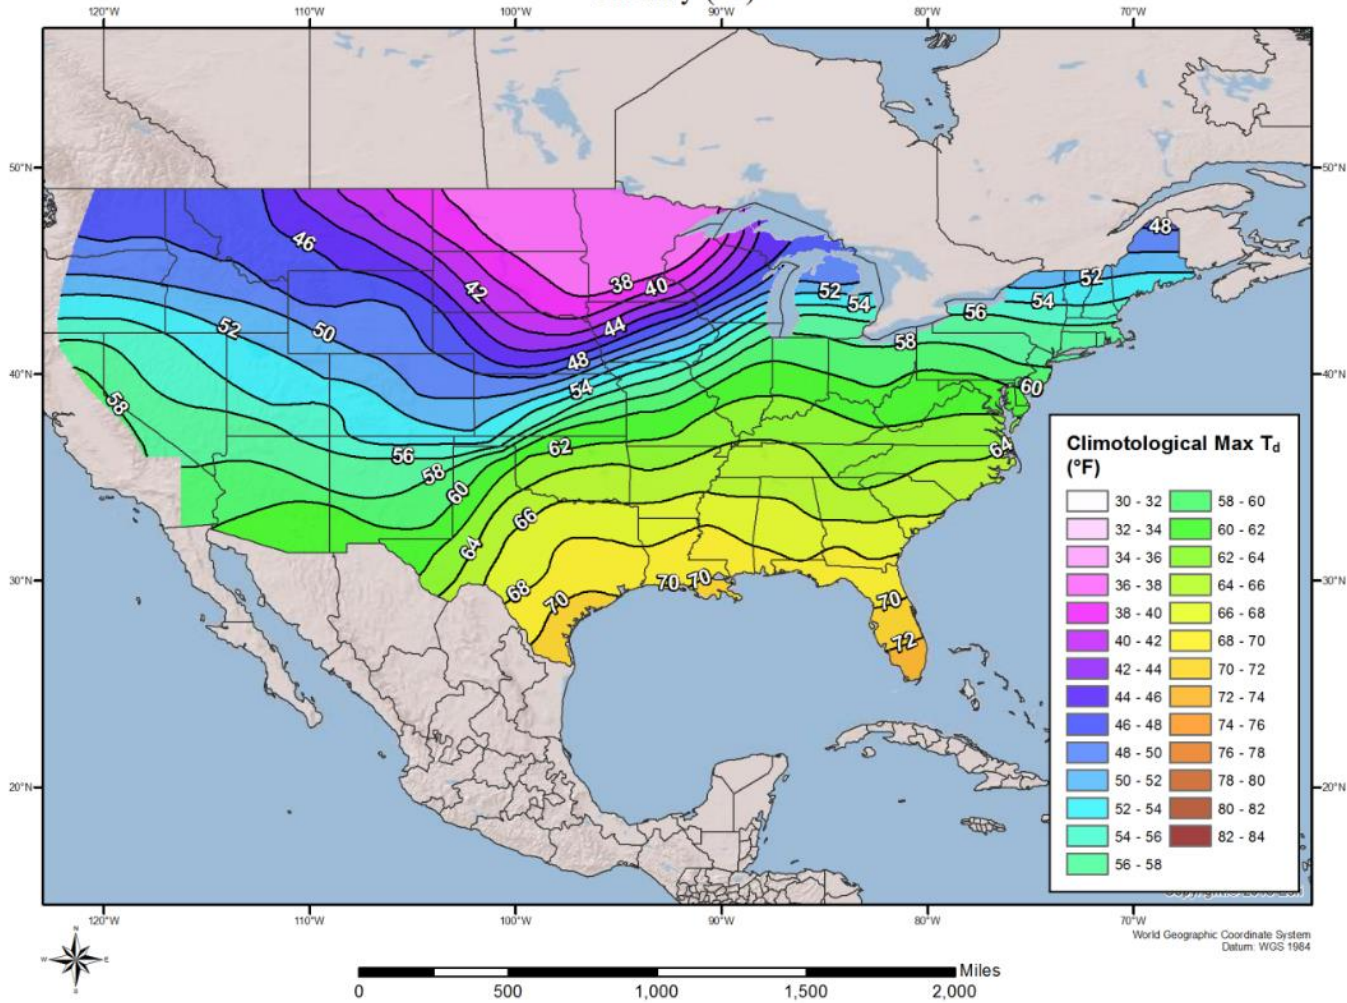 120°W 110°W 100°W 90°W 80°W 70°W
50°N 50°N
48
46
42 38 40
52
52 54
54
44
56
52 50
58
48
54
40°N 40°N
58
60
62
64
56
58
60
66
64
30°N 68 70 70 70 70 30°N
72
20°N 20°N
Climotological Max Td
(°F)
30 - 32 58 - 60
32 - 34 60 - 62
34 - 36 62 - 64
36 - 38 64 - 66
38 - 40 66 - 68
40 - 42 68 - 70
42 - 44 70 - 72
44 - 46 72 - 74
46 - 48 74 - 76
48 - 50 76 - 78
50 - 52 78 - 80
52 - 54 80 - 82
54 - 56 82 - 84
56 - 58
120°W 110°W 100°W 90°W 80°W 70°W
World Geographic Coordinate System
Datum: WGS 1984
N
W E
S
Miles
0 500 1,000 1,500 2,000